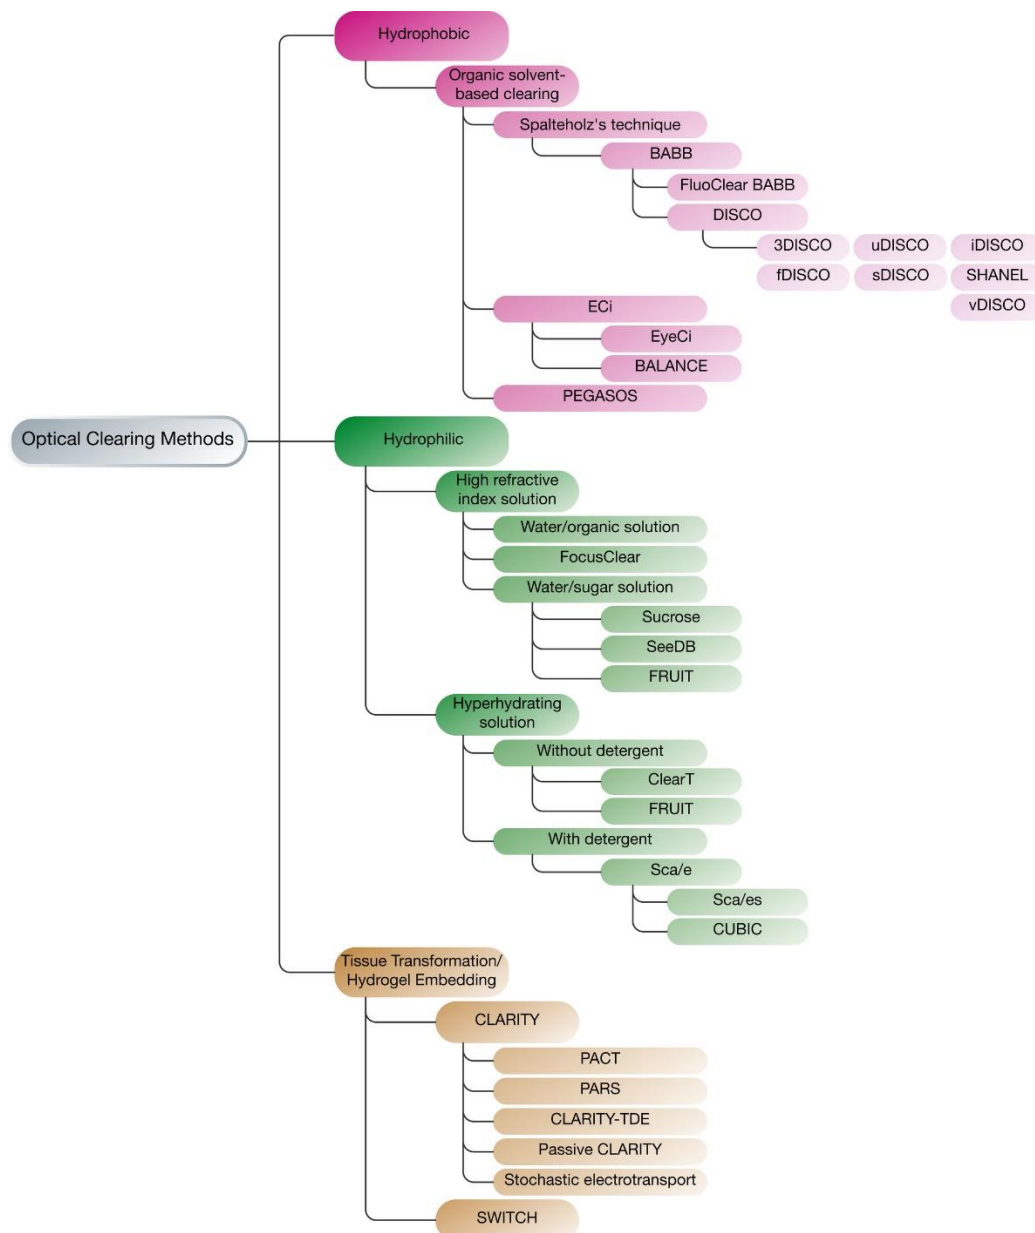 Hydrophobic
Organic solvent-
based clearing
Spalteholz's technique
BABB
FluoClear BABB
DISCO
3DISCO uDISCO iDISCO
fDISCO sDISCO SHANEL
vDISCO
ECi
EyeCi
BALANCE
PEGASOS
Optical Clearing Methods
Hydrophilic
High refractive
index solution
Water/organic solution
FocusClear
Water/sugar solution
Sucrose
SeeDB
FRUIT
Hyperhydrating
solution
Without detergent
ClearT
FRUIT
With detergent
Sca/e
Sca/es
CUBIC
Tissue Transformation/
Hydrogel Embedding
CLARITY
PACT
PARS
CLARITY-TDE
Passive CLARITY
Stochastic electrotransport
SWITCH